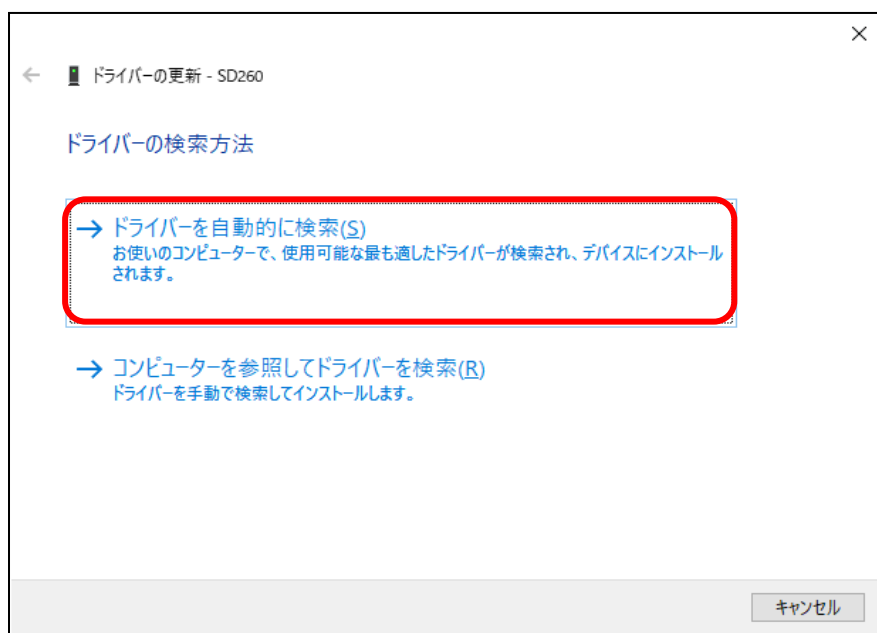 ドライバーの更新 - SD260
ドライバーの検索方法
ドライバーを自動的に検索(S)
お使いのコンピューターで、使用可能な最も適したドライバーが検索され、デバイスにインストール
されます。
コンピューターを参照してドライバーを検索(R)
ドライバーを手動で検索してインストールします。
キャンセル